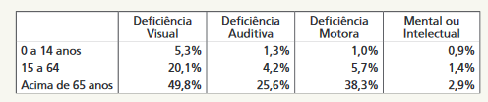 Deficiência Visual Deficiência Auditiva Deficiência Motora Mental ou Intelectual
0 a 14 anos 5,3% 1,3% 1,0% 0,9%
15 a 64 20,1% 4,2% 5,7% 1,4%
Acima de 65 anos 49,8% 25,6% 38,3% 2,9%